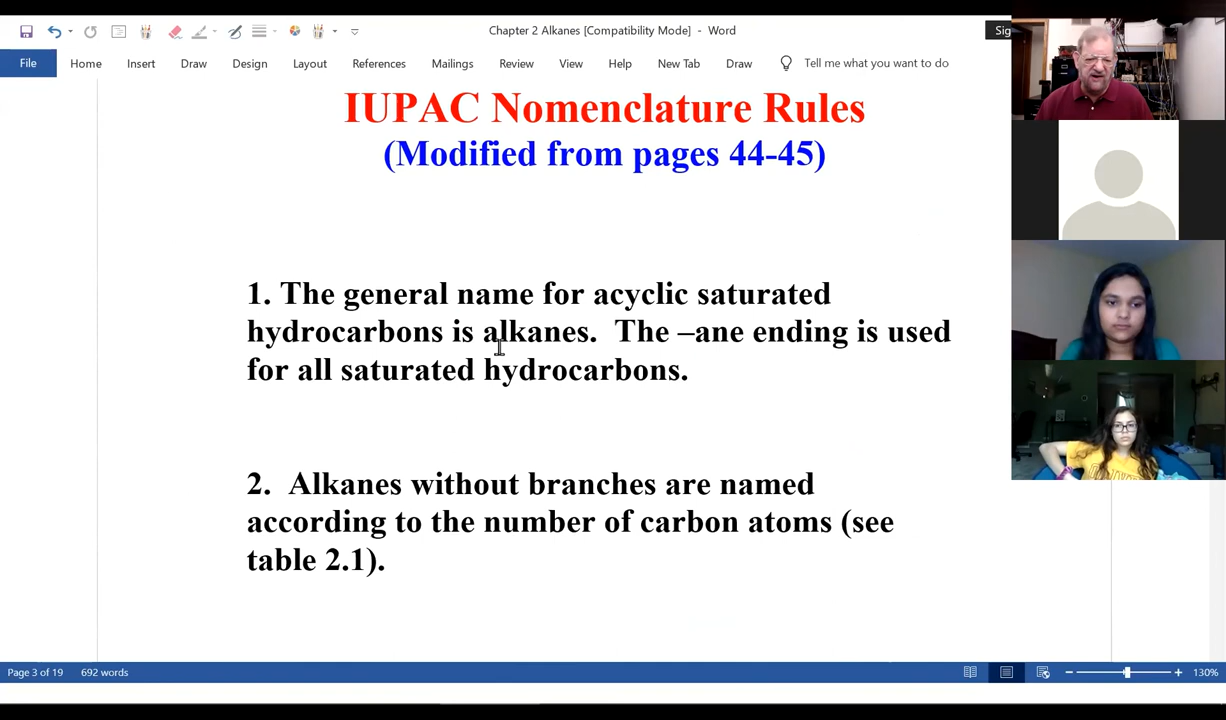 Chapter 2 Alkanes [Compatibility Mode] - Word
Sig
File Home Insert Draw Design Layout References Mailings Review View Help New Tab Draw Tell me what you want to do
IUPAC Nomenclature Rules
(Modified from pages 44-45)
1. The general name for acyclic saturated
hydrocarbons is alkanes. The –ane ending is used
for all saturated hydrocarbons.
2. Alkanes without branches are named
according to the number of carbon atoms (see
table 2.1).
Page 3 of 19 692 words 130%